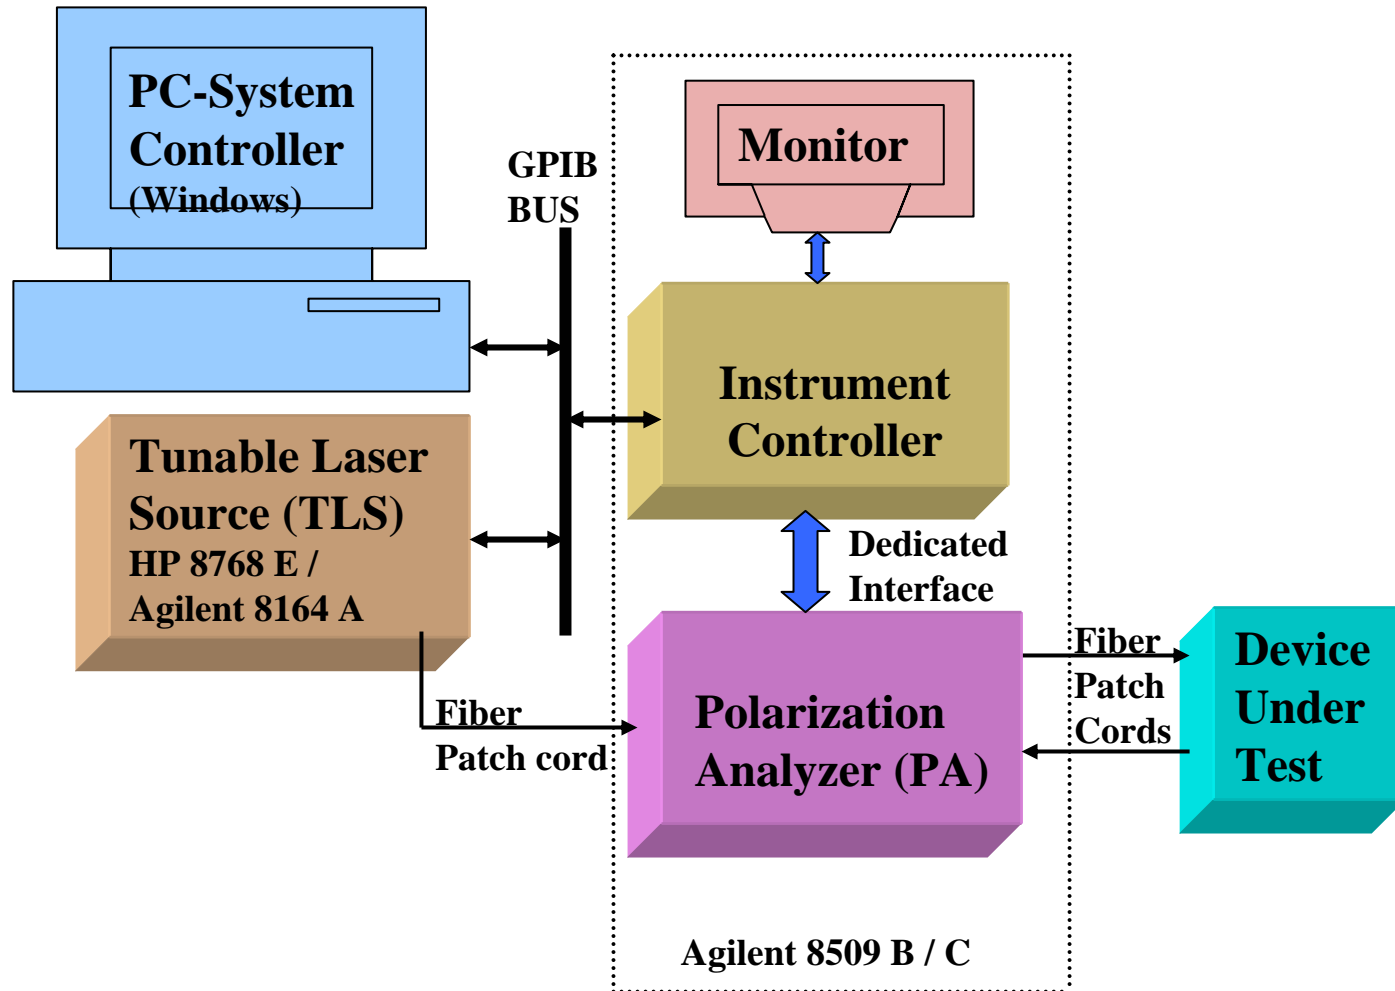 PC-System
Controller
(Windows)
GPIB
BUS
Monitor
Instrument
Controller
Tunable Laser
Source (TLS)
HP 8768 E /
Agilent 8164 A
Dedicated
Interface
Fiber
Patch cord
Polarization
Analyzer (PA)
Fiber
Patch
Cords
Device
Under
Test
Agilent 8509 B / C